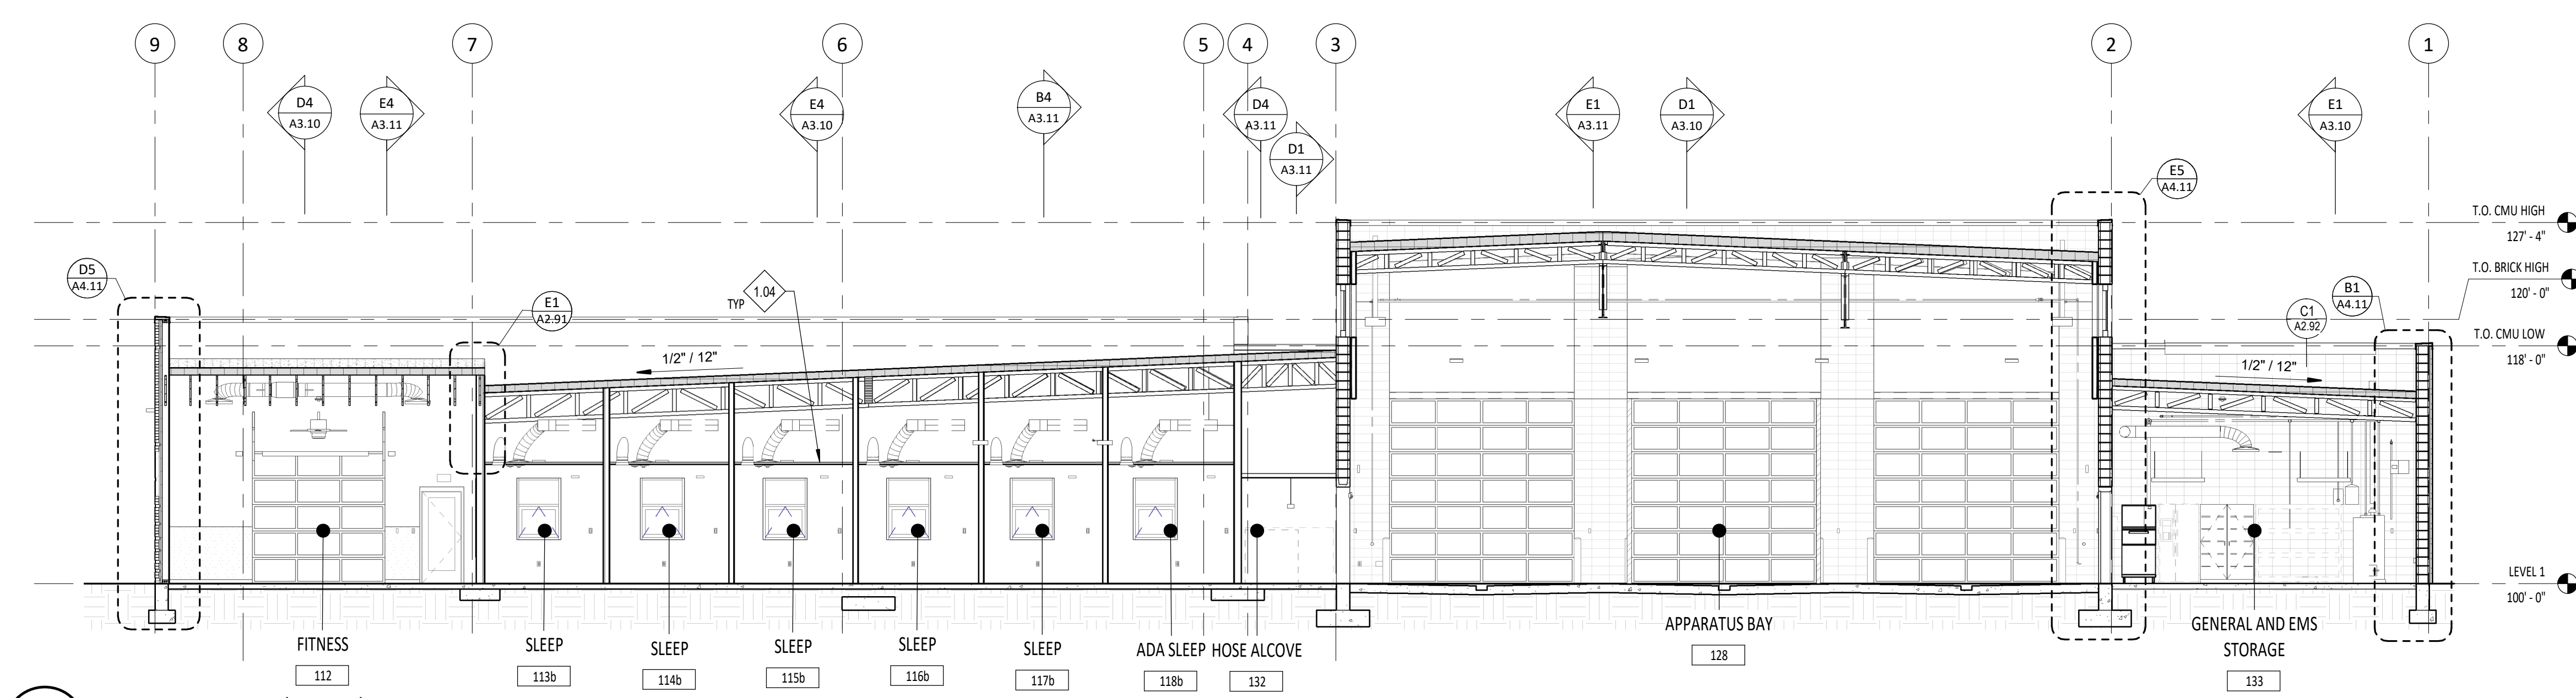 9 8 7 6 5 4 3 2 1
D4
A3.10
E4
A3.11
E4
A3.10
B4
A3.11
D4
A3.11
D1
A3.11
E1
A3.11
D1
A3.10
E1
A3.10
E5
A4.11
T.O. CMU HIGH
127' - 4"
T.O. BRICK HIGH
120' - 0"
T.O. CMU LOW
118' - 0"
LEVEL 1
100' - 0"
D5
A4.11
E1
A2.91
TYP
1.04
1/2" / 12"
B1
A4.11
C1
A2.92
1/2" / 12"
FITNESS
112
SLEEP
113b
SLEEP
114b
SLEEP
115b
SLEEP
116b
SLEEP
117b
ADA SLEEP
118b
HOSE ALCOVE
132
APPARATUS BAY
128
GENERAL AND EMS
STORAGE
133